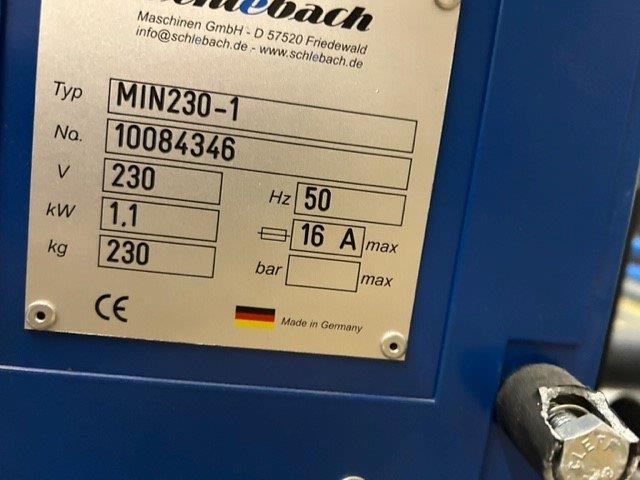 Schlebach
Maschinen GmbH - D 57520 Friedewald
info@schlebach.de - www.schlebach.de
Typ MIN230-1
No. 10084346
V 230 Hz 50
kW 1.1 16 A max
kg 230 bar max
CE
Made in Germany